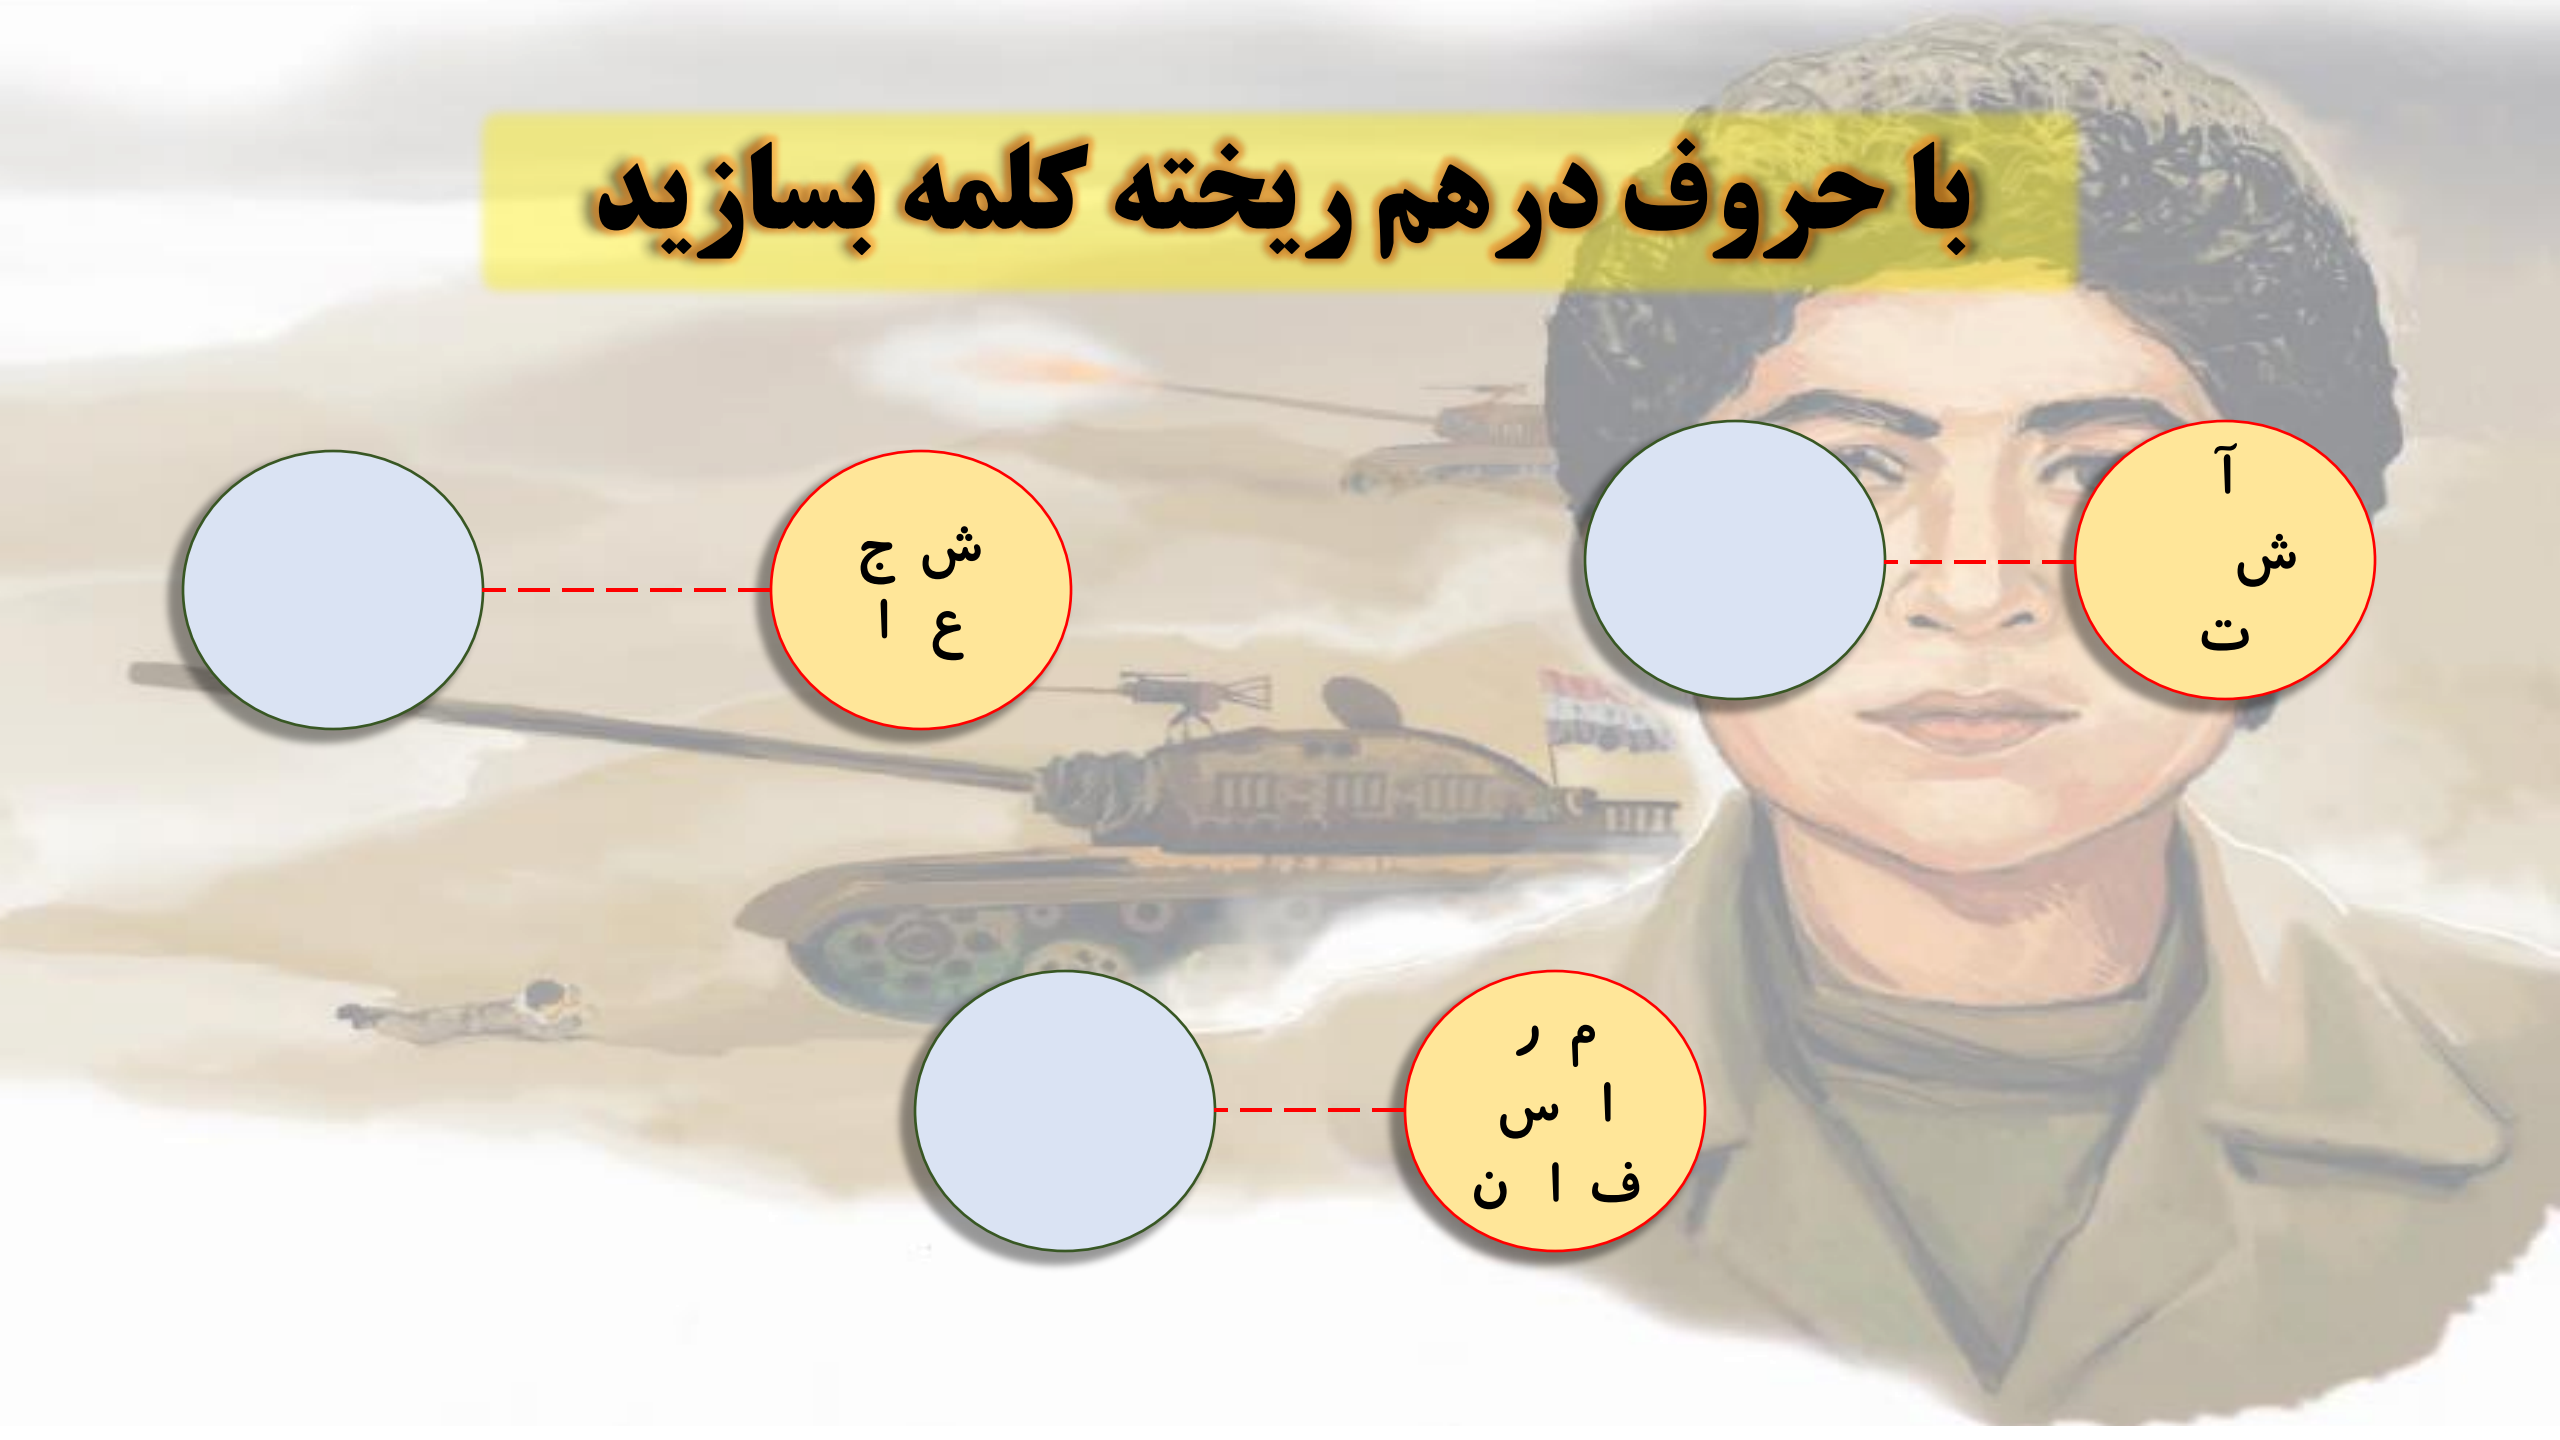 با حروف درهم ریخته کلمه بسازید
آ
ش
ت
ش ج
ع ا
م ر
ا س
ف ا ن